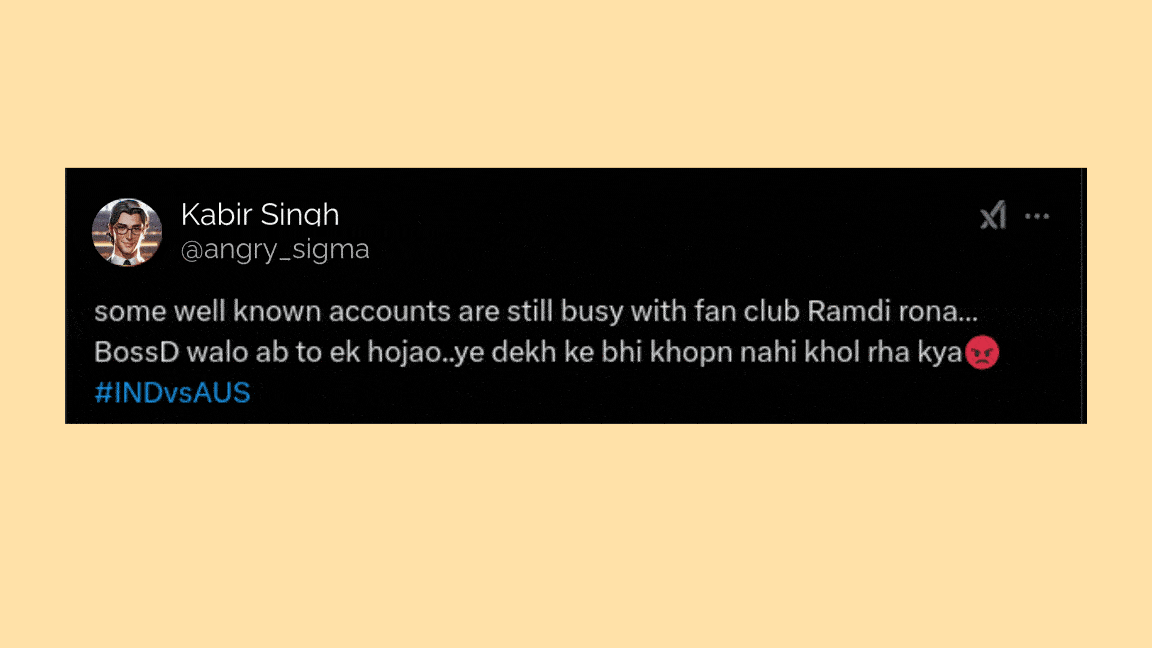 Kabir Singh
@angry_sigma
some well known accounts are still busy with fan club Ramdi rona...
BossD walo ab to ek hojao..ye dekh ke bhi khopn nahi khol rha kya😡
#INDvsAUS